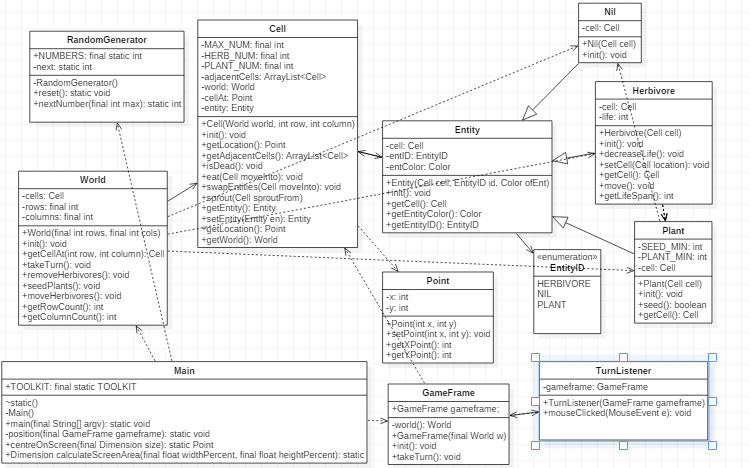 RandomGenerator
+NUMBERS: final static int
-next: static int
-RandomGenerator()
+reset(): static void
+nextNumber(final int max): static int
Cell
-MAX_NUM: final int
-HERB_NUM: final int
-PLANT_NUM: final int
-adjacentCells: ArrayList<Cell>
-world: World
-cellAt: Point
-entity: Entity
+Cell(World world, int row, int column)
+init(): void
+getLocation(): Point
+getAdjacentCells(): ArrayList<Cell>
+isDead(): void
+eat(Cell moveInto): void
+swapEntities(Cell moveInto): void
+sprout(Cell sproutFrom)
+getEntity(): Entity
+setEntity(Entity en): Entity
+getLocation(): Point
+getWorld(): World
Nil
-cell: Cell
+Nil(Cell cell)
+init(): void
Herbivore
-cell: Cell
-life: int
+Herbivore(Cell cell)
+init(): void
+decreaseLife(): void
+setCell(Cell location): void
+getCell(): Cell
+move(): void
+getLifeSpan(): int
Entity
-cell: Cell
-entID: EntityID
-entColor: Color
+Entity(Cell cell, EntityID id, Color ofEnt)
+init(): void
+getCell(): Cell
+getEntityColor(): Color
+getEntityID(): EntityID
World
-cells: Cell
-rows: final int
-columns: final int
+World(final int rows, final int cols)
+init(): void
+getCellAt(int row, int column): Cell
+takeTurn(): void
+removeHerbivores(): void
+seedPlants(): void
+moveHerbivores(): void
+getRowCount(): int
+getColumnCount(): int
Plant
-SEED_MIN: int
-PLANT_MIN: int
-cell: Cell
+Plant(Cell cell)
+init(): void
+seed(): boolean
+getCell(): Cell
«enumeration»
EntityID
HERBIVORE
NIL
PLANT
Point
-x: int
-y: int
+Point(int x, int y)
+setPoint(int x, int y): void
+getXPoint(): int
+getYPoint(): int
Main
+TOOLKIT: final static TOOLKIT
~static()
-Main()
+main(final String[] argv): static void
-position(final GameFrame gameframe): static void
+centreOnScreen(final Dimension size): static Point
+Dimension calculateScreenArea(final float widthPercent, final float heightPercent): static
GameFrame
+GameFrame gameframe;
-world(): World
+GameFrame(final World w)
+init(): void
+takeTurn(): void
TurnListener
-gameframe: GameFrame
+TurnListener(GameFrame gameframe)
+mouseClicked(MouseEvent e): void